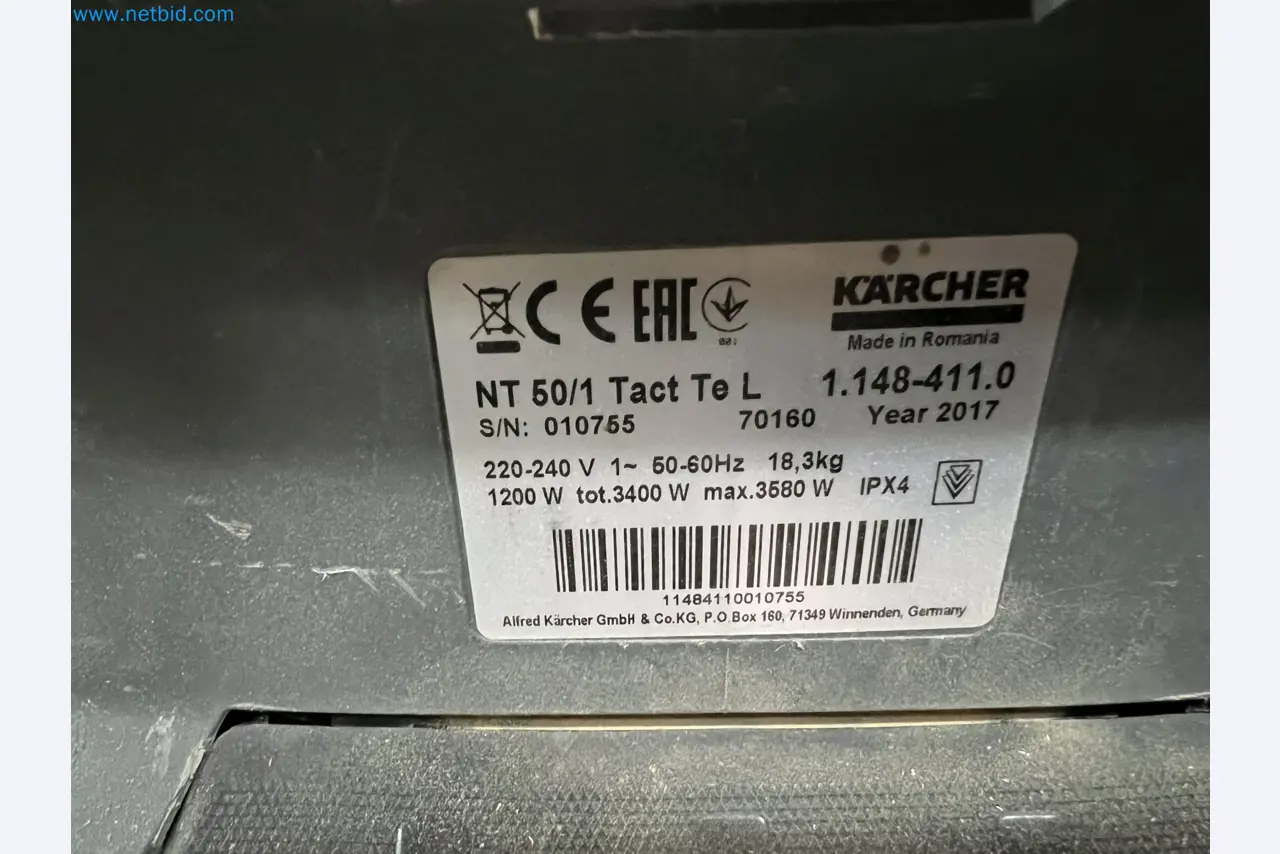 www.netbid.com
CE EAC
001
KÄRCHER
Made in Romania
NT 50/1 Tact Te L 1.148-411.0
S/N: 010755 70160 Year 2017
220-240 V 1~ 50-60Hz 18,3kg
1200 W tot.3400 W max.3580 W IPX4
11484110010755
Alfred Kärcher GmbH & Co.KG, P.O.Box 160, 71349 Winnenden, Germany